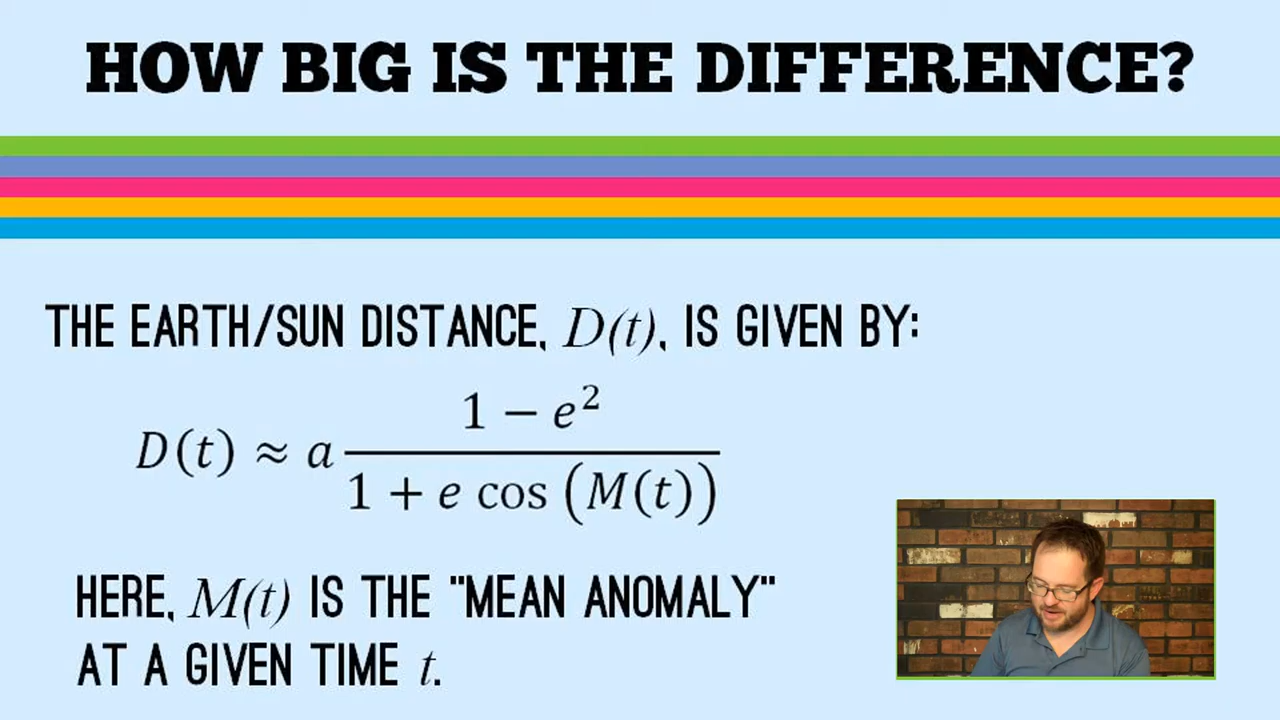 HOW BIG IS THE DIFFERENCE?
THE EARTH/SUN DISTANCE, D(t), IS GIVEN BY:
D(t) ≈ a (1 − e²) / (1 + e cos (M(t)))
HERE, M(t) IS THE "MEAN ANOMALY"
AT A GIVEN TIME t.